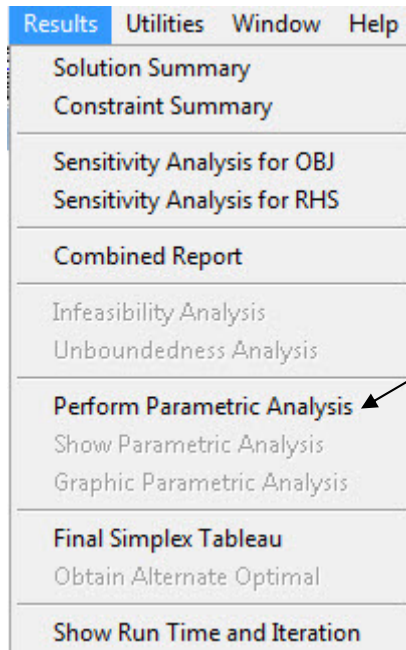 Results Utilities Window Help
Solution Summary
Constraint Summary
Sensitivity Analysis for OBJ
Sensitivity Analysis for RHS
Combined Report
Infeasibility Analysis
Unboundedness Analysis
Perform Parametric Analysis
Show Parametric Analysis
Graphic Parametric Analysis
Final Simplex Tableau
Obtain Alternate Optimal
Show Run Time and Iteration